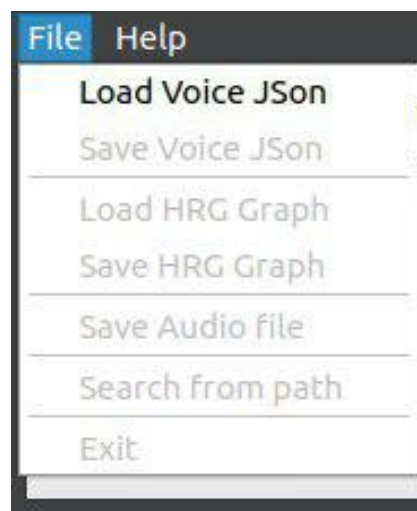 File Help
Load Voice JSon
Save Voice JSon
Load HRG Graph
Save HRG Graph
Save Audio file
Search from path
Exit